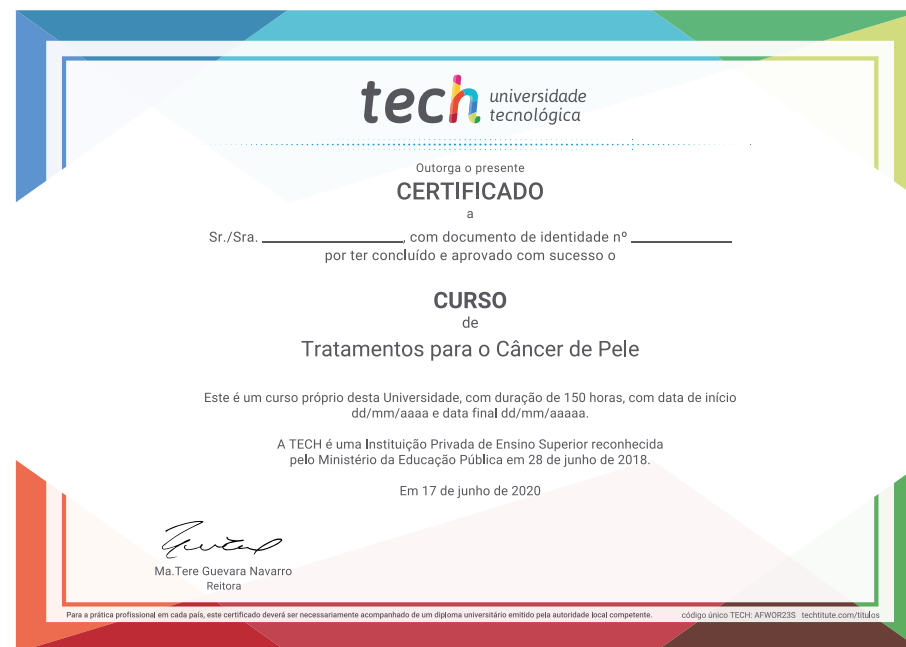 tech universidade
tecnológica
Outorga o presente
CERTIFICADO
a
Sr./Sra. ____________, com documento de identidade nº _________
por ter concluído e aprovado com sucesso o
CURSO
de
Tratamentos para o Câncer de Pele
Este é um curso próprio desta Universidade, com duração de 150 horas, com data de início
dd/mm/aaaa e data final dd/mm/aaaaa.
A TECH é uma Instituição Privada de Ensino Superior reconhecida
pelo Ministério da Educação Pública em 28 de junho de 2018.
Em 17 de junho de 2020
Ma.Tere Guevara Navarro
Reitora
Para a prática profissional em cada país, este certificado deverá ser necessariamente acompanhado de um diploma universitário emitido pela autoridade local competente. código único TECH: AFWOR23S techtitute.com/titulos